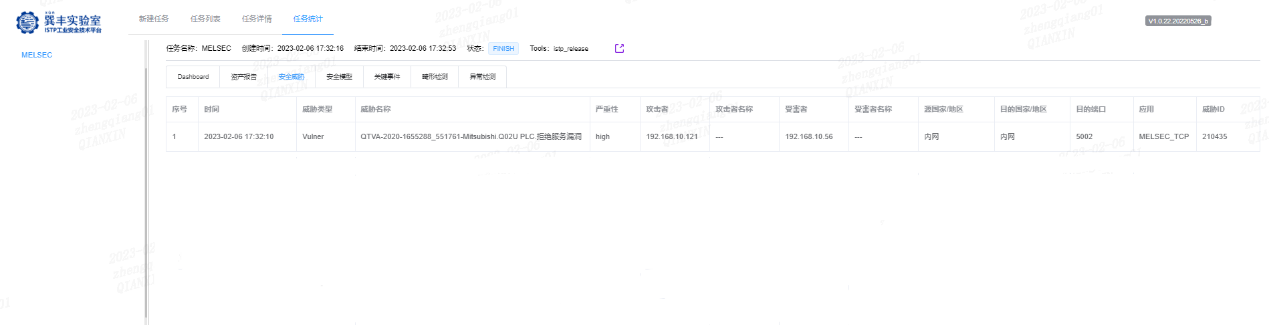 巽丰实验室
ISTP工业安全技术平台
新建任务 任务列表 任务详情 任务统计
V1.0.22.20220526_b
MELSEC
任务名称: MELSEC 创建时间: 2023-02-06 17:32:16 结束时间: 2023-02-06 17:32:53 状态: FINISH Tools: istp_release
Dashboard 资产报告 安全威胁 安全模型 关键事件 畸形检测 异常检测
序号 时间 威胁类型 威胁名称 严重性 攻击者 攻击者名称 受害者 受害者名称 源国家/地区 目的国家/地区 目的端口 应用 威胁ID
1 2023-02-06 17:32:10 Vulner QTVA-2020-1655288_551761-Mitsubishi Q02U PLC 拒绝服务漏洞 high 192.168.10.121 --- 192.168.10.56 --- 内网 内网 5002 MELSEC_TCP 210435
2023-02-06
zhengqiang01
QIANXIN